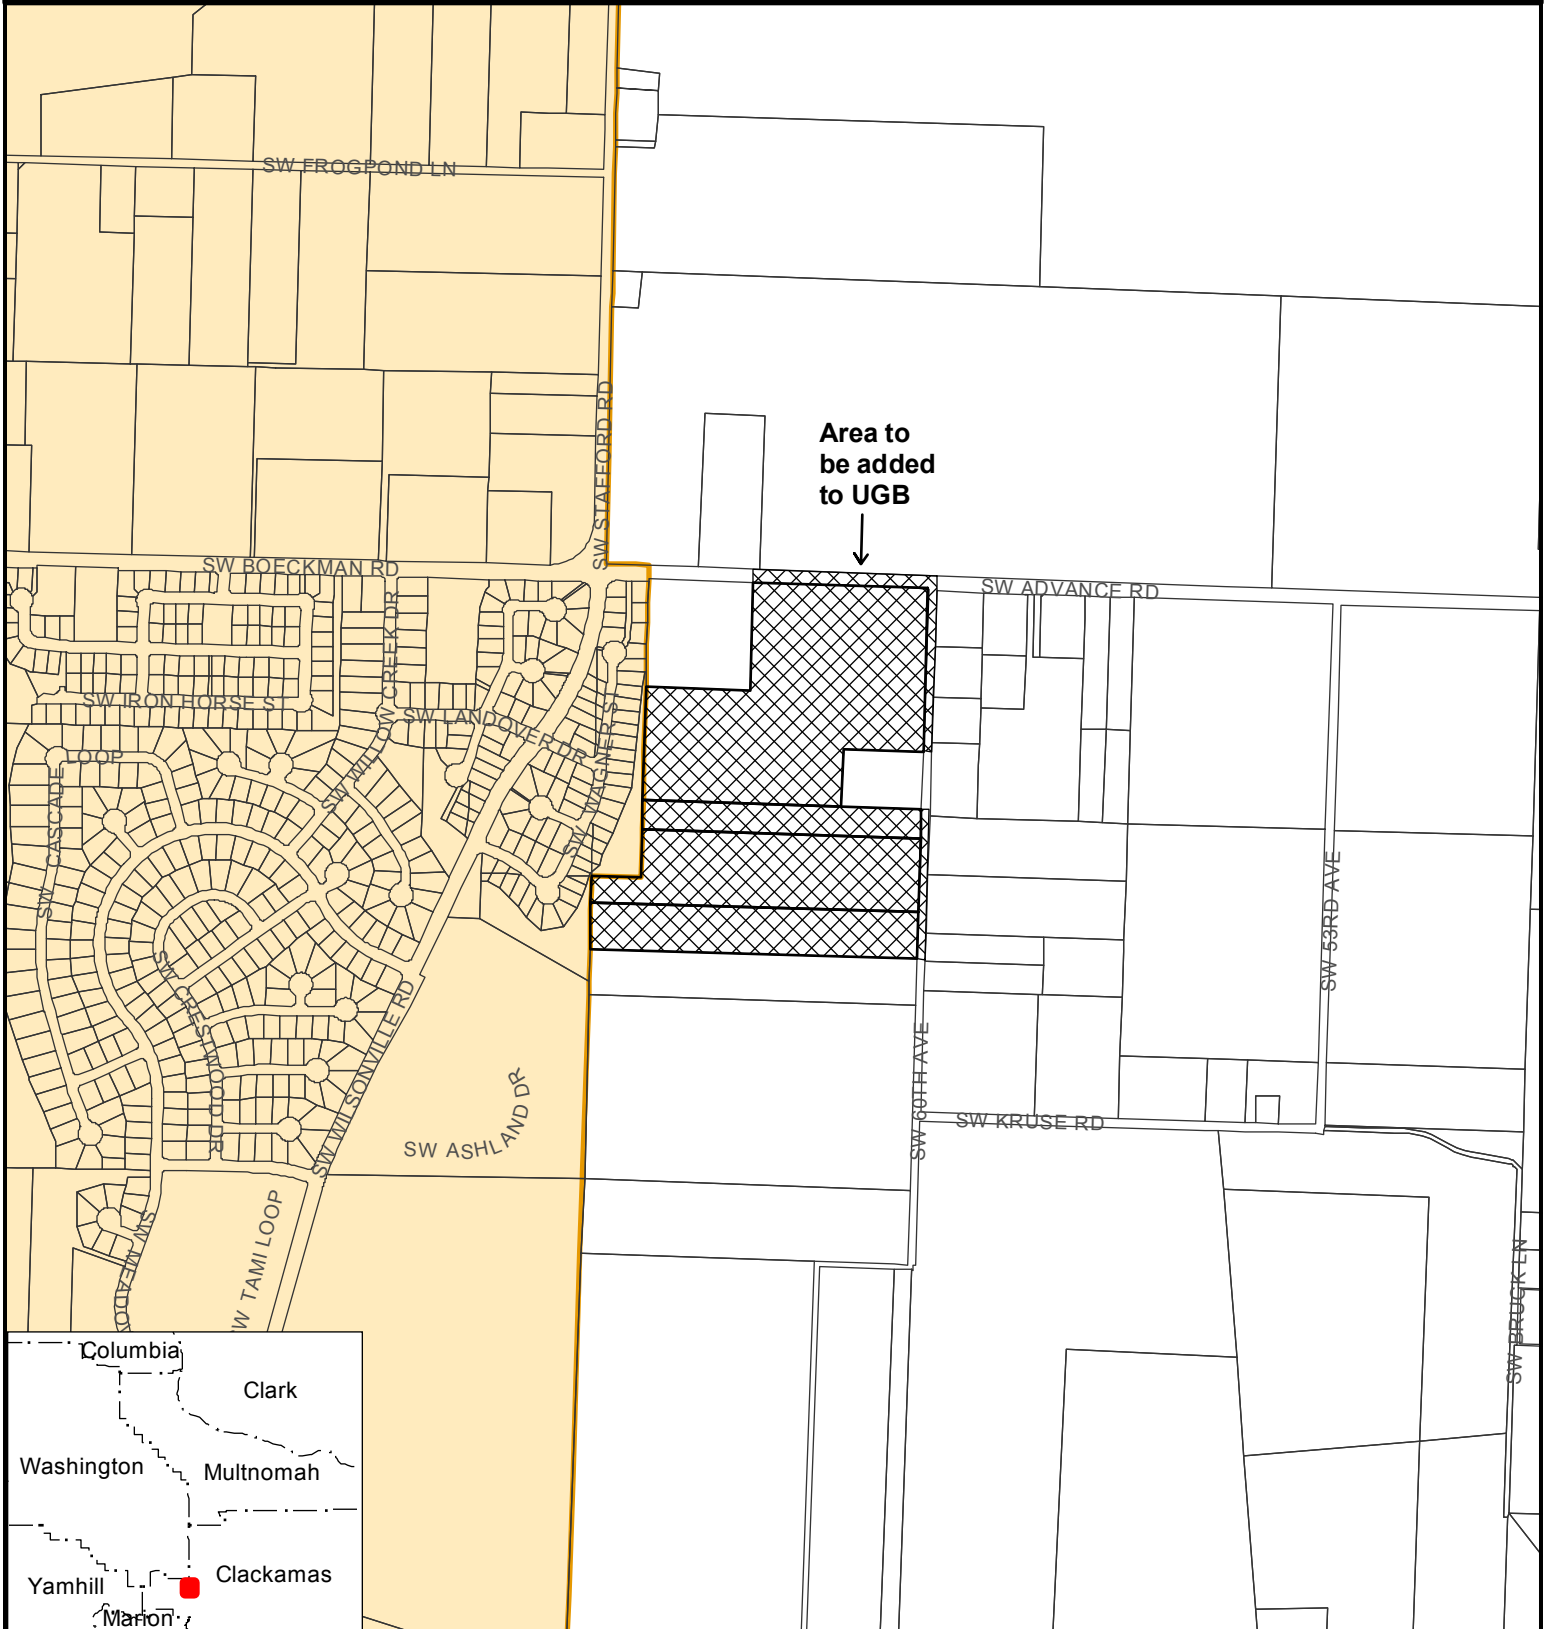 SW FROGPOND LN
SW STAFFORD RD
Area to
be added
to UGB
SW BOECKMAN RD
SW ADVANCE RD
SW WILLOW CREEK DR
SW IRON HORSE ST
SW LANDOVER DR
SW WAGNER ST
SW CASCADE LOOP
SW 53RD AVE
SW CRESTWOOD DR
SW WILSONVILLE RD
SW ASHLAND DR
SW 60TH AVE
SW KRUSE RD
SW MEADO
SW TAMI LOOP
SW BRUCK LN
Columbia
Clark
Washington
Multnomah
Yamhill
Clackamas
Marion